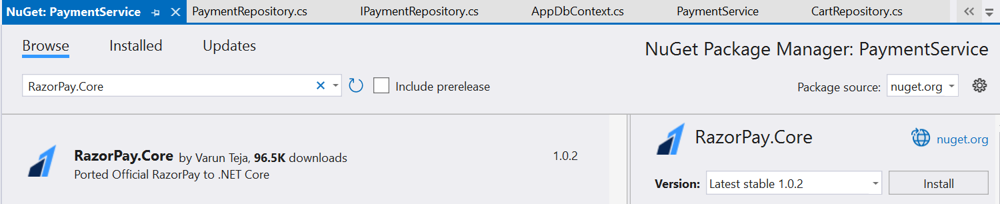 NuGet: PaymentService PaymentRepository.cs IPaymentRepository.cs AppDbContext.cs PaymentService CartRepository.cs
Browse Installed Updates
NuGet Package Manager: PaymentService
RazorPay.Core
Include prerelease
Package source: nuget.org
RazorPay.Core by Varun Teja, 96.5K downloads 1.0.2
Ported Official RazorPay to .NET Core
RazorPay.Core nuget.org
Version: Latest stable 1.0.2 Install